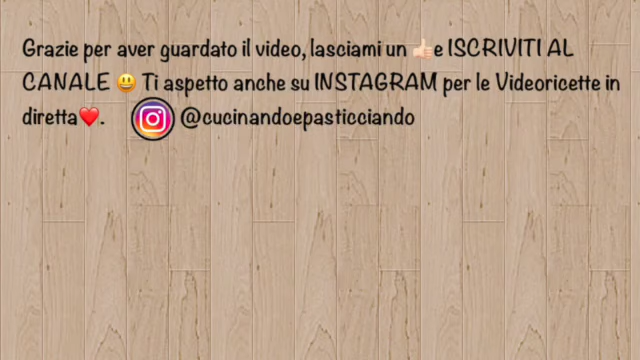 Grazie per aver guardato il video, lasciami un 👍🏻e ISCRIVITI AL
CANALE 😃 Ti aspetto anche su INSTAGRAM per le Videoricette in
diretta❤️. @cucinandoepasticciando